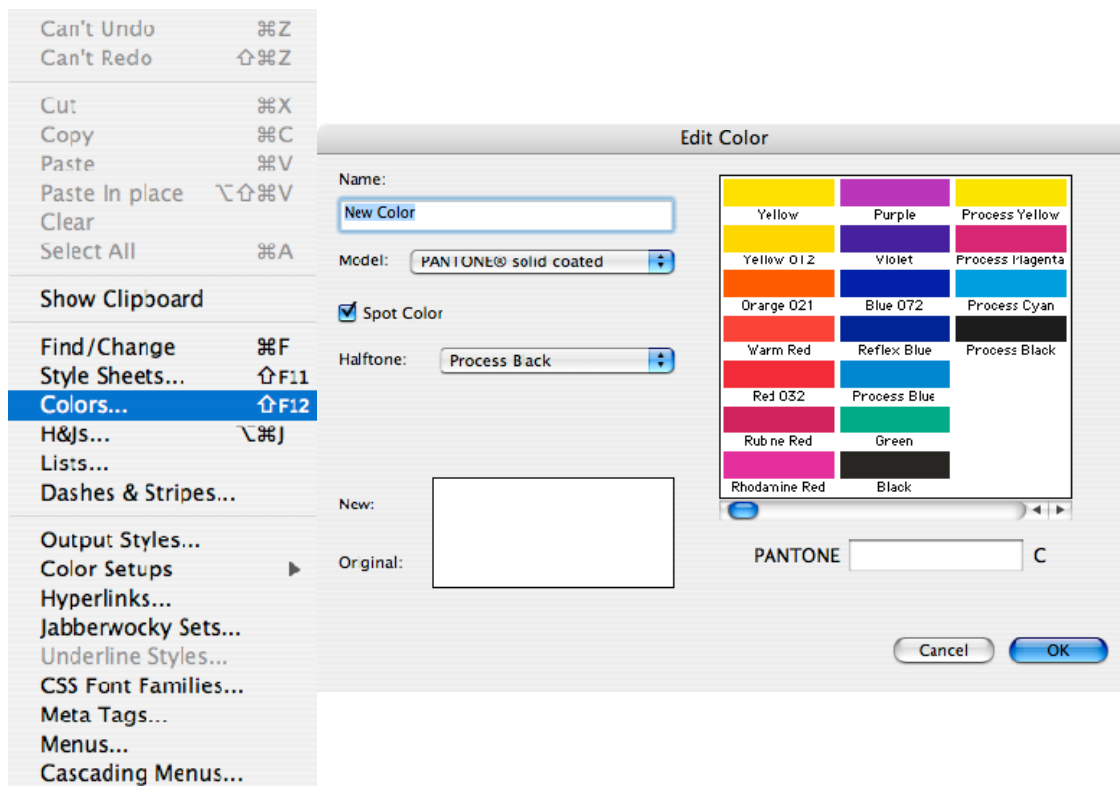 Can't Undo ⌘Z
Can't Redo ⇧⌘Z
Cut ⌘X
Copy ⌘C
Paste ⌘V
Paste In place ⌥⇧⌘V
Clear
Select All ⌘A
Show Clipboard
Find/Change ⌘F
Style Sheets... ⇧F11
Colors... ⇧F12
H&Js... ⌥⌘J
Lists...
Dashes & Stripes...
Output Styles...
Color Setups
Hyperlinks...
Jabberwocky Sets...
Underline Styles...
CSS Font Families...
Meta Tags...
Menus...
Cascading Menus...
Edit Color
Name:
New Color
Model: PANTONE® solid coated
Spot Color
Halftone: Process Black
New:
Original:
Yellow Purple Process Yellow
Yellow 012 Violet Process Magenta
Orange 021 Blue 072 Process Cyan
Warm Red Reflex Blue Process Black
Red 032 Process Blue
Rubine Red Green
Rhodamine Red Black
PANTONE C
Cancel OK